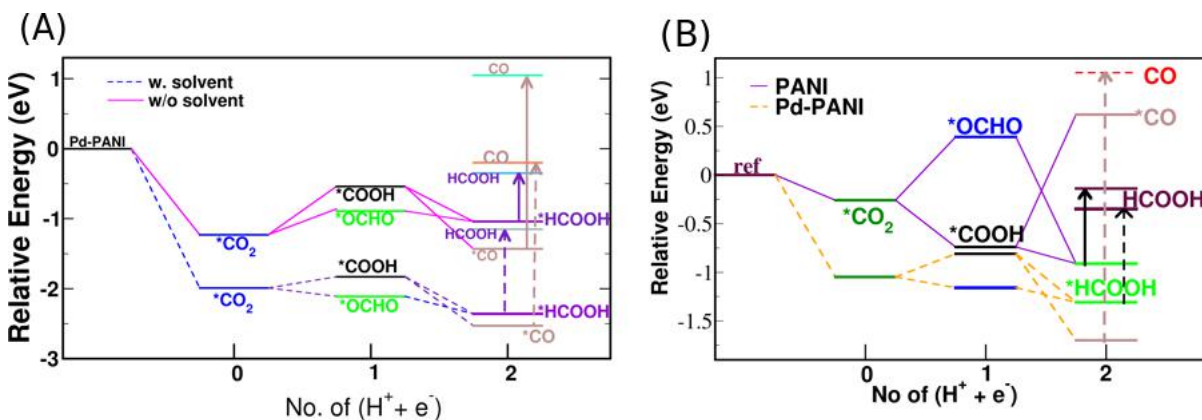 (A)
Relative Energy (eV)
1
0
-1
-2
-3
w. solvent
w/o solvent
Pd-PANI
*CO2
*CO2
*COOH
*OCHO
*COOH
*OCHO
CO
CO
HCOOH
*HCOOH
HCOOH
*CO
*HCOOH
*CO
0 1 2
No. of (H+ + e-)
(B)
Relative Energy (eV)
1
0.5
0
-0.5
-1
-1.5
PANI
Pd-PANI
ref
*CO2
*OCHO
*COOH
CO
*CO
HCOOH
*HCOOH
0 1 2
No of (H+ + e-)